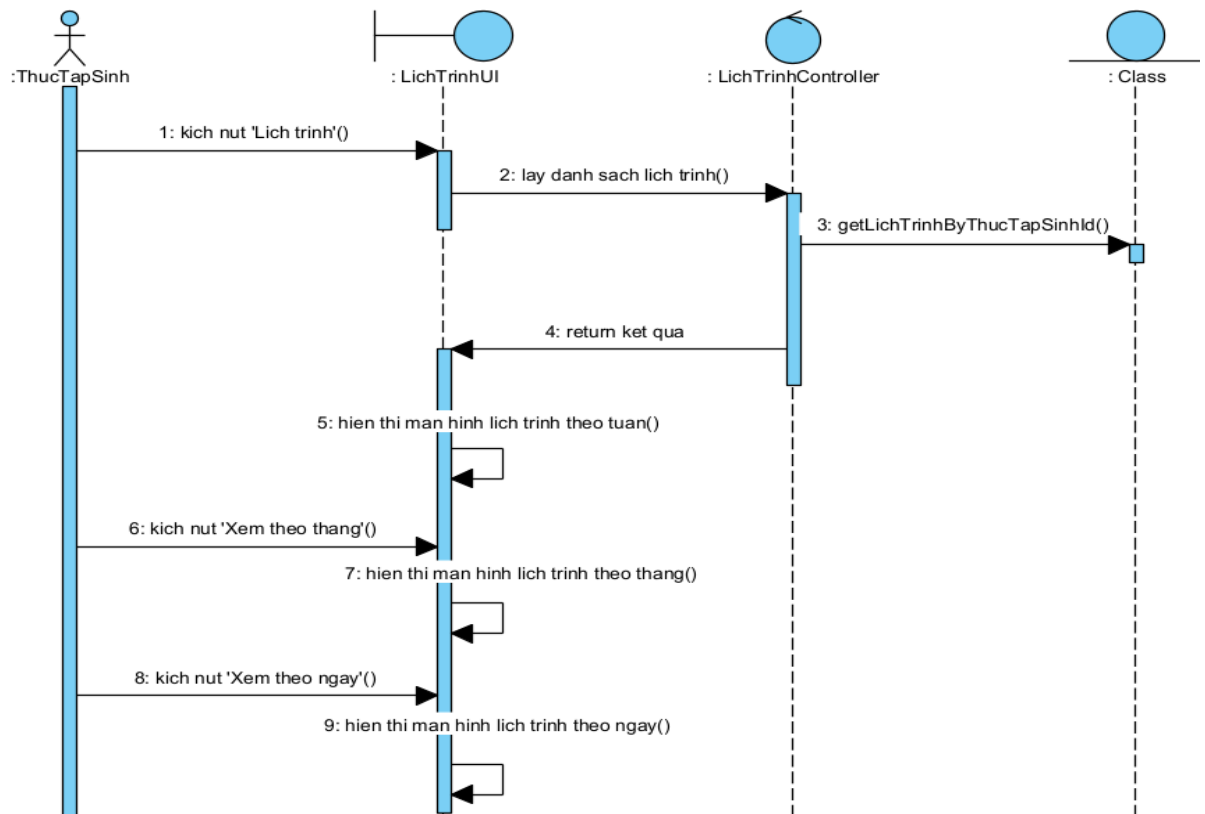 :ThucTapSinh
: LichTrinhUI
: LichTrinhController
: Class
1: kich nut 'Lich trinh'()
2: lay danh sach lich trinh()
3: getLichTrinhByThucTapSinhId()
4: return ket qua
5: hien thi man hinh lich trinh theo tuan()
6: kich nut 'Xem theo thang'()
7: hien thi man hinh lich trinh theo thang()
8: kich nut 'Xem theo ngay'()
9: hien thi man hinh lich trinh theo ngay()